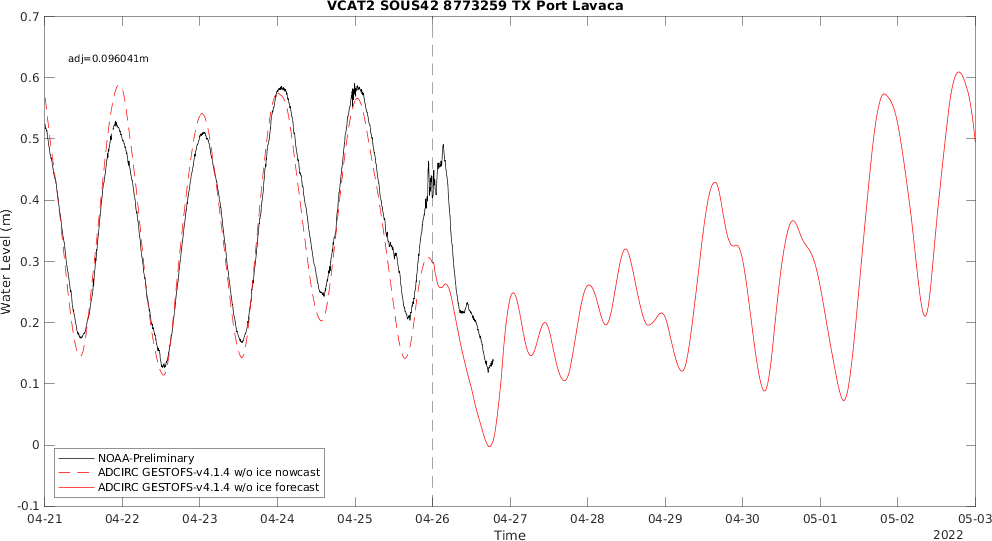 VCAT2 SOUS42 8773259 TX Port Lavaca
0.7
adj=0.096041m
0.6
0.5
0.4
0.3
0.2
0.1
0
-0.1
Water Level (m)
NOAA-Preliminary
ADCIRC GESTOFS-v4.1.4 w/o ice nowcast
ADCIRC GESTOFS-v4.1.4 w/o ice forecast
04-21 04-22 04-23 04-24 04-25 04-26 04-27 04-28 04-29 04-30 05-01 05-02 05-03
Time
2022